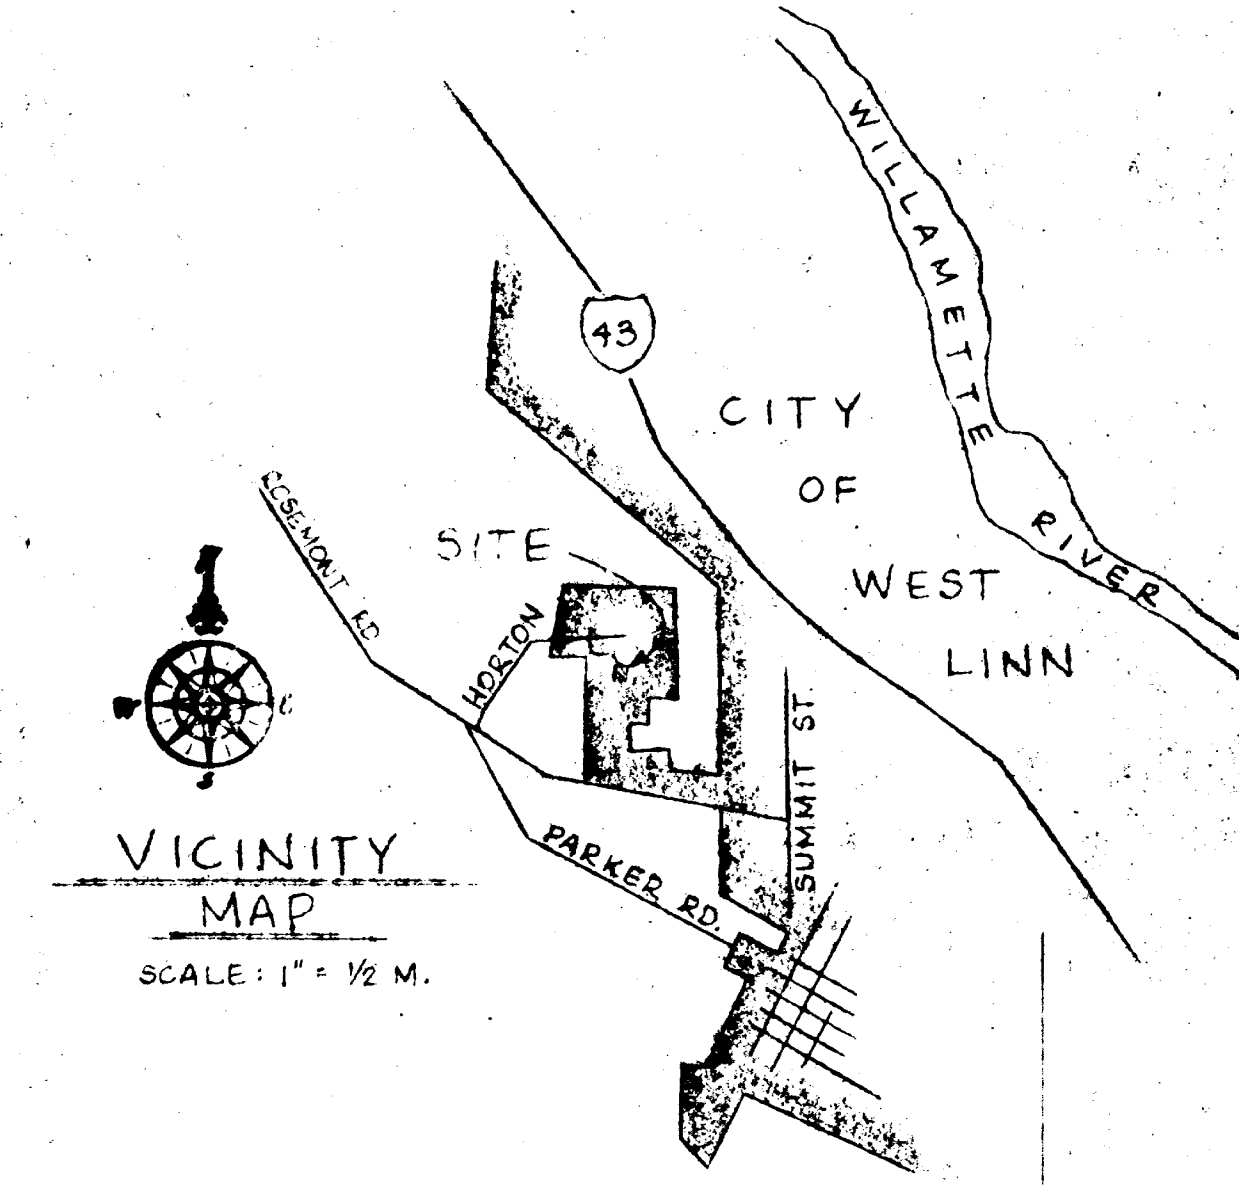 WILLAMETTE RIVER
43
CITY
OF
WEST
LINN
ROSEMONT RD.
SITE
HORTON
SUMMIT ST.
PARKER RD.
E
S
VICINITY
MAP
SCALE: 1" = 1/2 M.